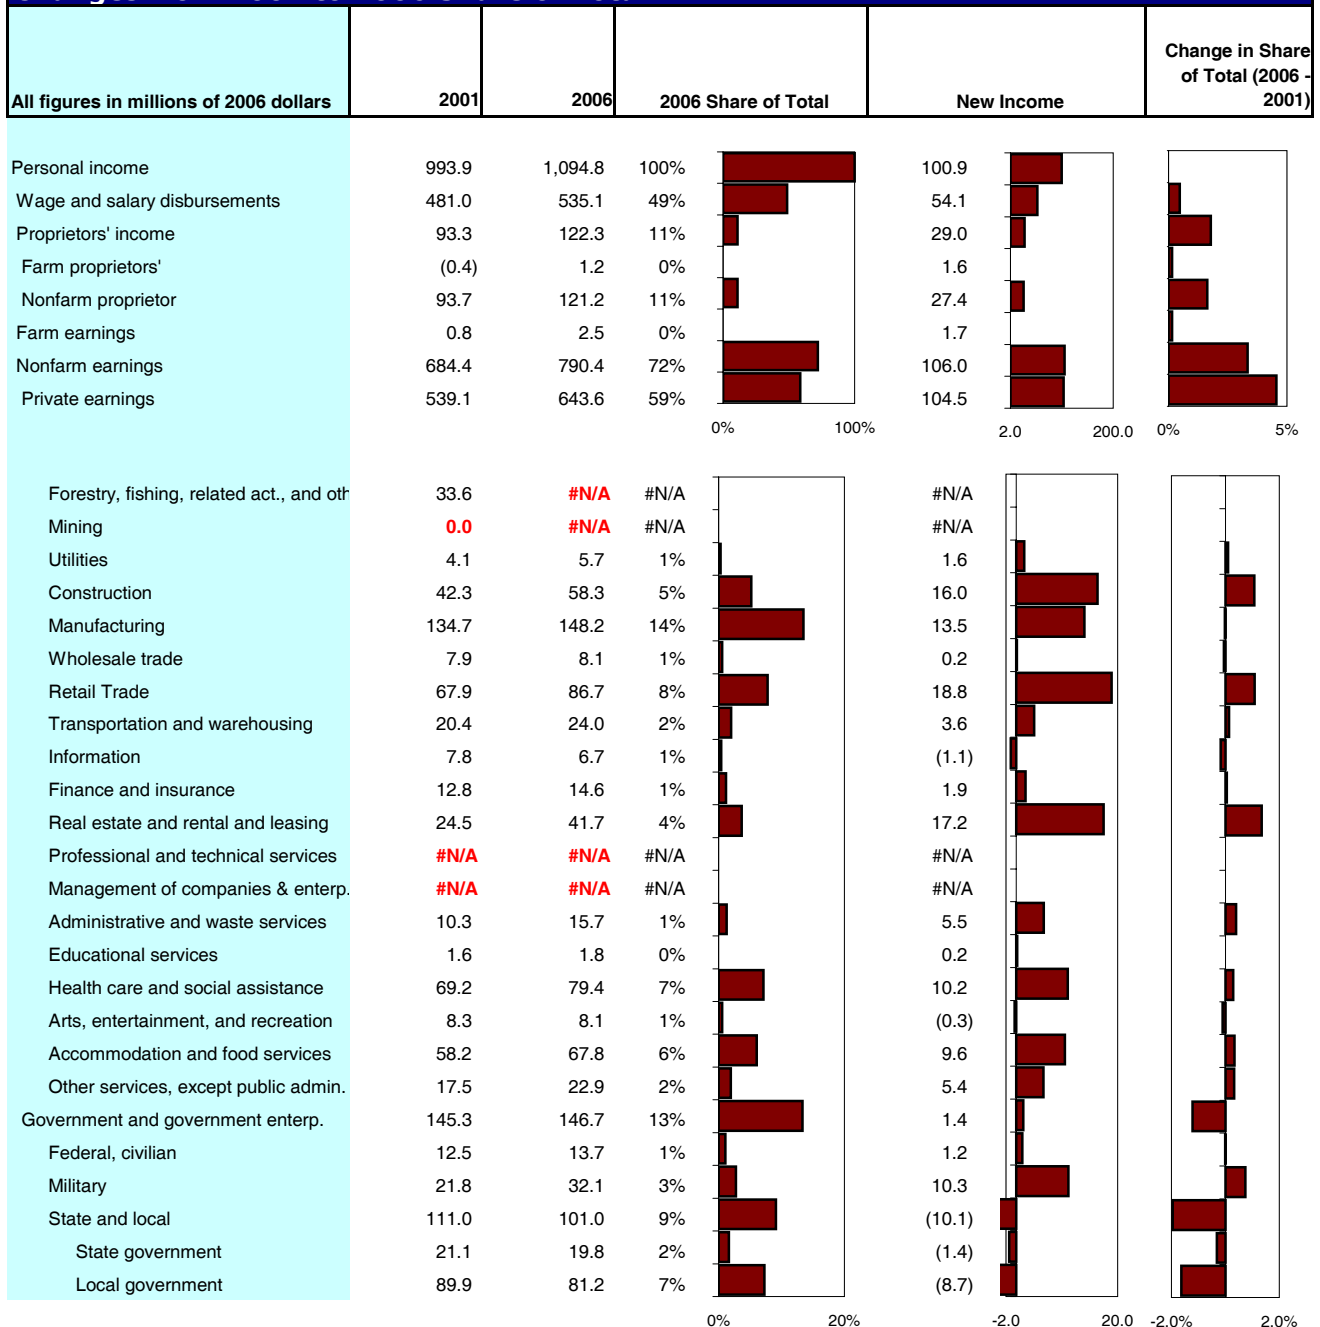 All figures in millions of 2006 dollars 2001 2006 2006 Share of Total New Income Change in Share of Total (2006 - 2001)
Personal income 993.9 1,094.8 100% 100.9
Wage and salary disbursements 481.0 535.1 49% 54.1
Proprietors' income 93.3 122.3 11% 29.0
Farm proprietors' (0.4) 1.2 0% 1.6
Nonfarm proprietor 93.7 121.2 11% 27.4
Farm earnings 0.8 2.5 0% 1.7
Nonfarm earnings 684.4 790.4 72% 106.0
Private earnings 539.1 643.6 59% 104.5
0% 100% 2.0 200.0 0% 5%
Forestry, fishing, related act., and oth 33.6 #N/A #N/A #N/A
Mining 0.0 #N/A #N/A #N/A
Utilities 4.1 5.7 1% 1.6
Construction 42.3 58.3 5% 16.0
Manufacturing 134.7 148.2 14% 13.5
Wholesale trade 7.9 8.1 1% 0.2
Retail Trade 67.9 86.7 8% 18.8
Transportation and warehousing 20.4 24.0 2% 3.6
Information 7.8 6.7 1% (1.1)
Finance and insurance 12.8 14.6 1% 1.9
Real estate and rental and leasing 24.5 41.7 4% 17.2
Professional and technical services #N/A #N/A #N/A #N/A
Management of companies & enterp. #N/A #N/A #N/A #N/A
Administrative and waste services 10.3 15.7 1% 5.5
Educational services 1.6 1.8 0% 0.2
Health care and social assistance 69.2 79.4 7% 10.2
Arts, entertainment, and recreation 8.3 8.1 1% (0.3)
Accommodation and food services 58.2 67.8 6% 9.6
Other services, except public admin. 17.5 22.9 2% 5.4
Government and government enterp. 145.3 146.7 13% 1.4
Federal, civilian 12.5 13.7 1% 1.2
Military 21.8 32.1 3% 10.3
State and local 111.0 101.0 9% (10.1)
State government 21.1 19.8 2% (1.4)
Local government 89.9 81.2 7% (8.7)
0% 20% -2.0 20.0 -2.0% 2.0%